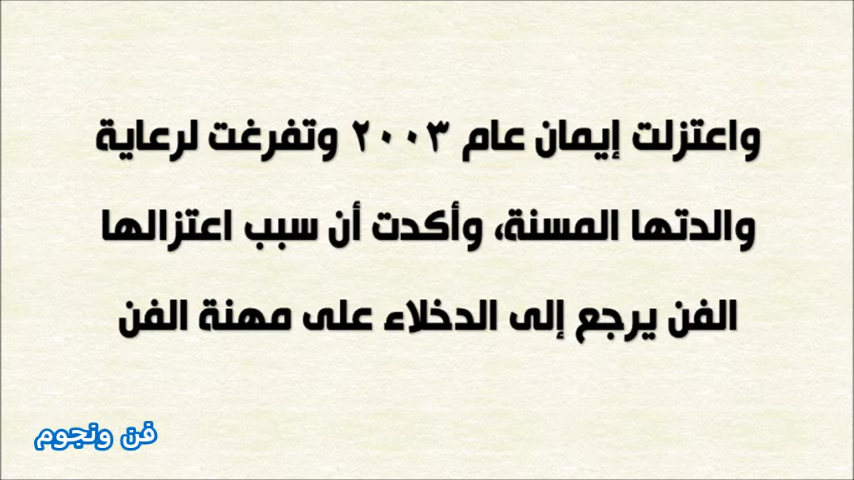 واعتزلت إيمان عام ٢٠٠٣ وتفرغت لرعاية
والدتها المسنة، وأكدت أن سبب اعتزالها
الفن يرجع إلى الدخلاء على مهنة الفن
فن ونجوم